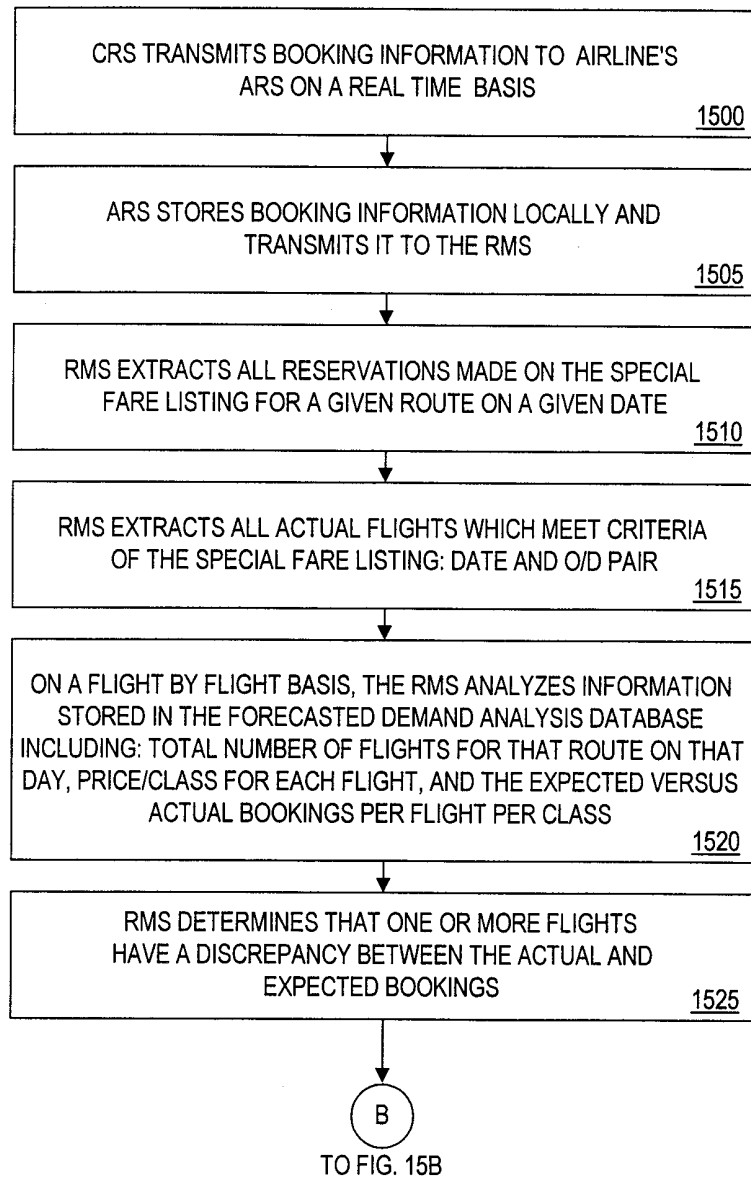 CRS TRANSMITS BOOKING INFORMATION TO AIRLINE'S
ARS ON A REAL TIME BASIS
1500
ARS STORES BOOKING INFORMATION LOCALLY AND
TRANSMITS IT TO THE RMS
1505
RMS EXTRACTS ALL RESERVATIONS MADE ON THE SPECIAL
FARE LISTING FOR A GIVEN ROUTE ON A GIVEN DATE
1510
RMS EXTRACTS ALL ACTUAL FLIGHTS WHICH MEET CRITERIA
OF THE SPECIAL FARE LISTING: DATE AND O/D PAIR
1515
ON A FLIGHT BY FLIGHT BASIS, THE RMS ANALYZES INFORMATION
STORED IN THE FORECASTED DEMAND ANALYSIS DATABASE
INCLUDING: TOTAL NUMBER OF FLIGHTS FOR THAT ROUTE ON THAT
DAY, PRICE/CLASS FOR EACH FLIGHT, AND THE EXPECTED VERSUS
ACTUAL BOOKINGS PER FLIGHT PER CLASS
1520
RMS DETERMINES THAT ONE OR MORE FLIGHTS
HAVE A DISCREPANCY BETWEEN THE ACTUAL AND
EXPECTED BOOKINGS
1525
B
TO FIG. 15B